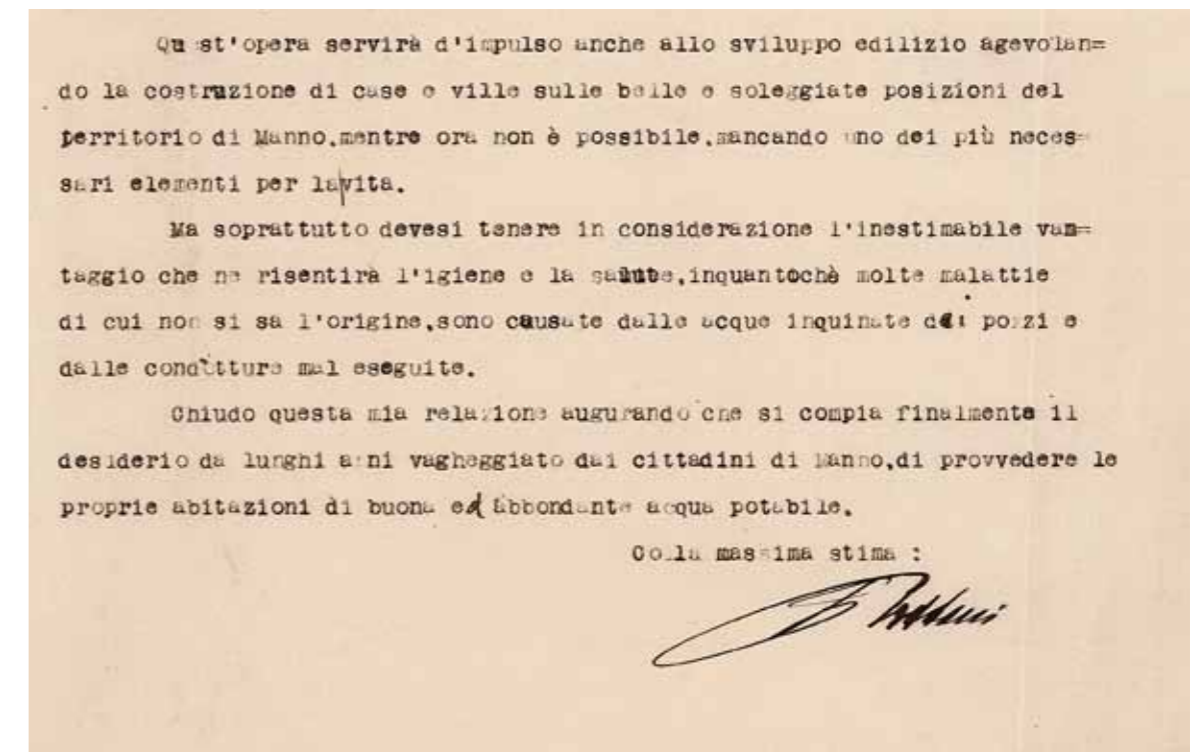 Quest'opera servirà d'impulso anche allo sviluppo edilizio agevolan=
do la costruzione di case e ville sulle belle e soleggiate posizioni del
territorio di Manno,mentre ora non è possibile,mancando uno dei più neces=
sari elementi per la vita.
Ma soprattutto devesi tenere in considerazione l'inestimabile van=
taggio che ne risentirà l'igiene e la salute,inquantochè molte malattie
di cui non si sa l'origine,sono causate dalle acque inquinate dei pozzi e
dalle condutture mal eseguite.
Chiudo questa mia relazione augurando che si compia finalmente il
desiderio da lunghi anni vagheggiato dai cittadini di Manno,di provvedere le
proprie abitazioni di buona ed abbondante acqua potabile.
Colla massima stima :